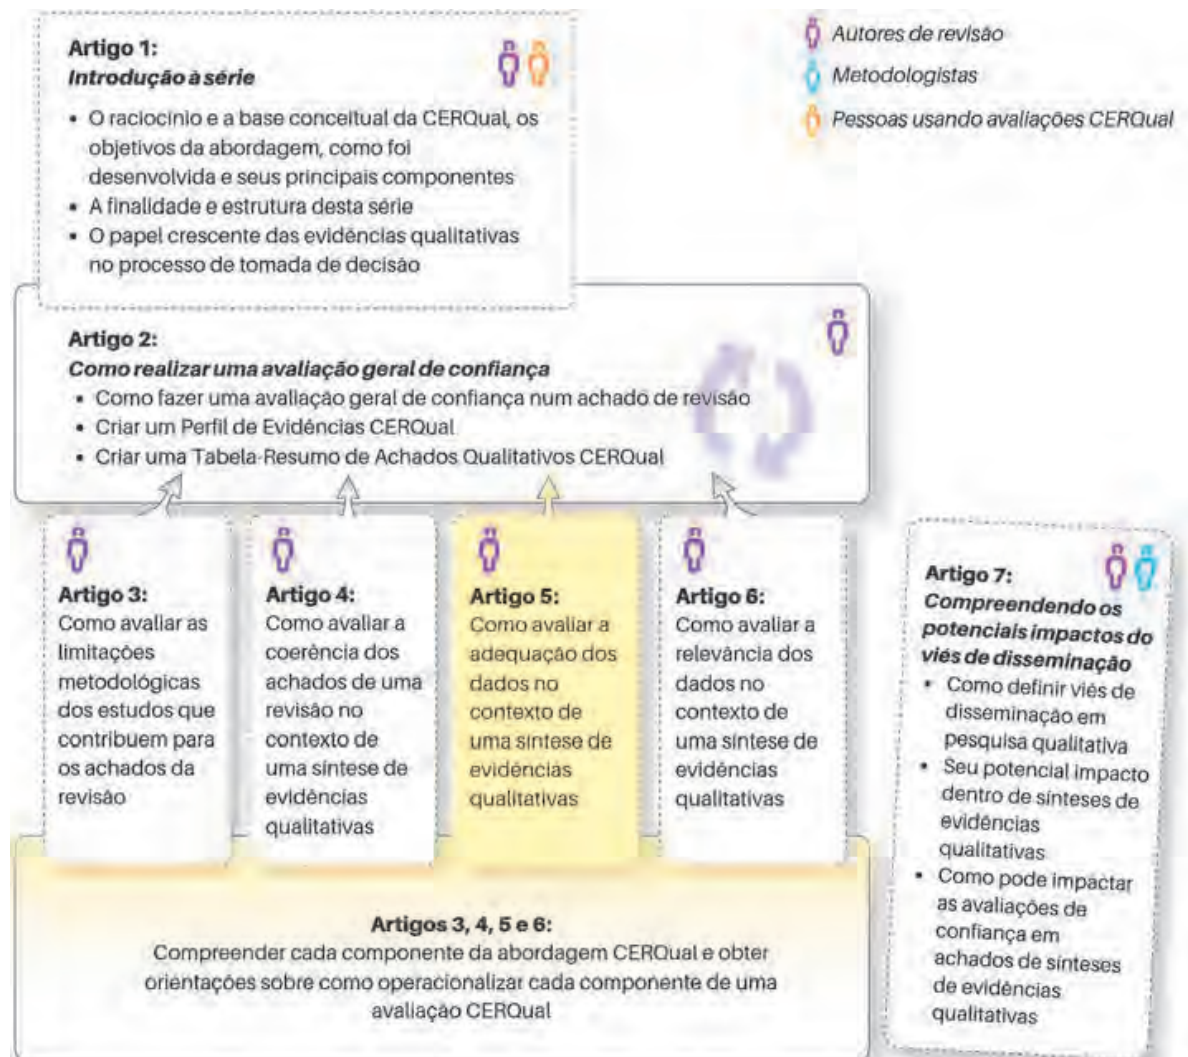 Artigo 1:
Introdução à série
• O raciocínio e a base conceitual da CERQual, os
objetivos da abordagem, como foi
desenvolvida e seus principais componentes
• A finalidade e estrutura desta série
• O papel crescente das evidências qualitativas
no processo de tomada de decisão
Autores de revisão
Metodologistas
Pessoas usando avaliações CERQual
Artigo 2:
Como realizar uma avaliação geral de confiança
• Como fazer uma avaliação geral de confiança num achado de revisão
• Criar um Perfil de Evidências CERQual
• Criar uma Tabela-Resumo de Achados Qualitativos CERQual
Artigo 3:
Como avaliar as
limitações
metodológicas
dos estudos que
contribuem para
os achados da
revisão
Artigo 4:
Como avaliar a
coerência dos
achados de uma
revisão no
contexto de
uma síntese de
evidências
qualitativas
Artigo 5:
Como avaliar a
adequação dos
dados no
contexto de
uma síntese de
evidências
qualitativas
Artigo 6:
Como avaliar a
relevância dos
dados no
contexto de
uma síntese de
evidências
qualitativas
Artigo 7:
Compreendendo os
potenciais impactos do
viés de disseminação
• Como definir viés de
disseminação em
pesquisa qualitativa
• Seu potencial impacto
dentro de sínteses de
evidências
qualitativas
• Como pode impactar
as avaliações de
confiança em
achados de sínteses
de evidências
qualitativas
Artigos 3, 4, 5 e 6:
Compreender cada componente da abordagem CERQual e obter
orientações sobre como operacionalizar cada componente de uma
avaliação CERQual